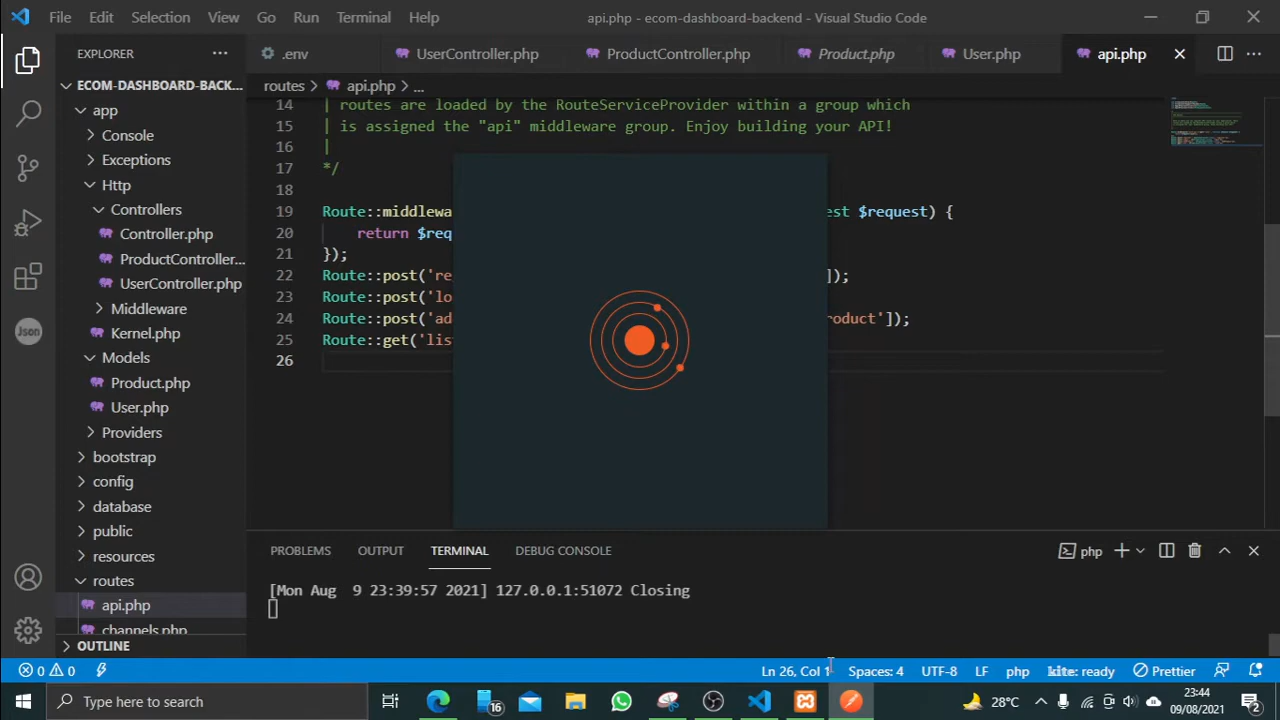 File Edit Selection View Go Run Terminal Help
api.php - ecom-dashboard-backend - Visual Studio Code
EXPLORER
.env
UserController.php
ProductController.php
Product.php
User.php
api.php
ECOM-DASHBOARD-BACK...
routes > api.php > ...
app
Console
Exceptions
Http
Controllers
Controller.php
ProductController...
UserController.php
Middleware
Kernel.php
Models
Product.php
User.php
Providers
bootstrap
config
database
public
resources
routes
api.php
channels.php
OUTLINE
14 | routes are loaded by the RouteServiceProvider within a group which
15 | is assigned the "api" middleware group. Enjoy building your API!
16 |
17 */
18
19 Route::middlewa est $request) {
20 return $req
21 });
22 Route::post('re ]);
23 Route::post('lo
24 Route::post('ad roduct']);
25 Route::get('lis
26
PROBLEMS OUTPUT TERMINAL DEBUG CONSOLE
php
[Mon Aug  9 23:39:57 2021] 127.0.0.1:51072 Closing
Json
0 0
Ln 26, Col 1 Spaces: 4 UTF-8 LF php kite: ready Prettier
Type here to search
16
28°C
23:44
09/08/2021
2